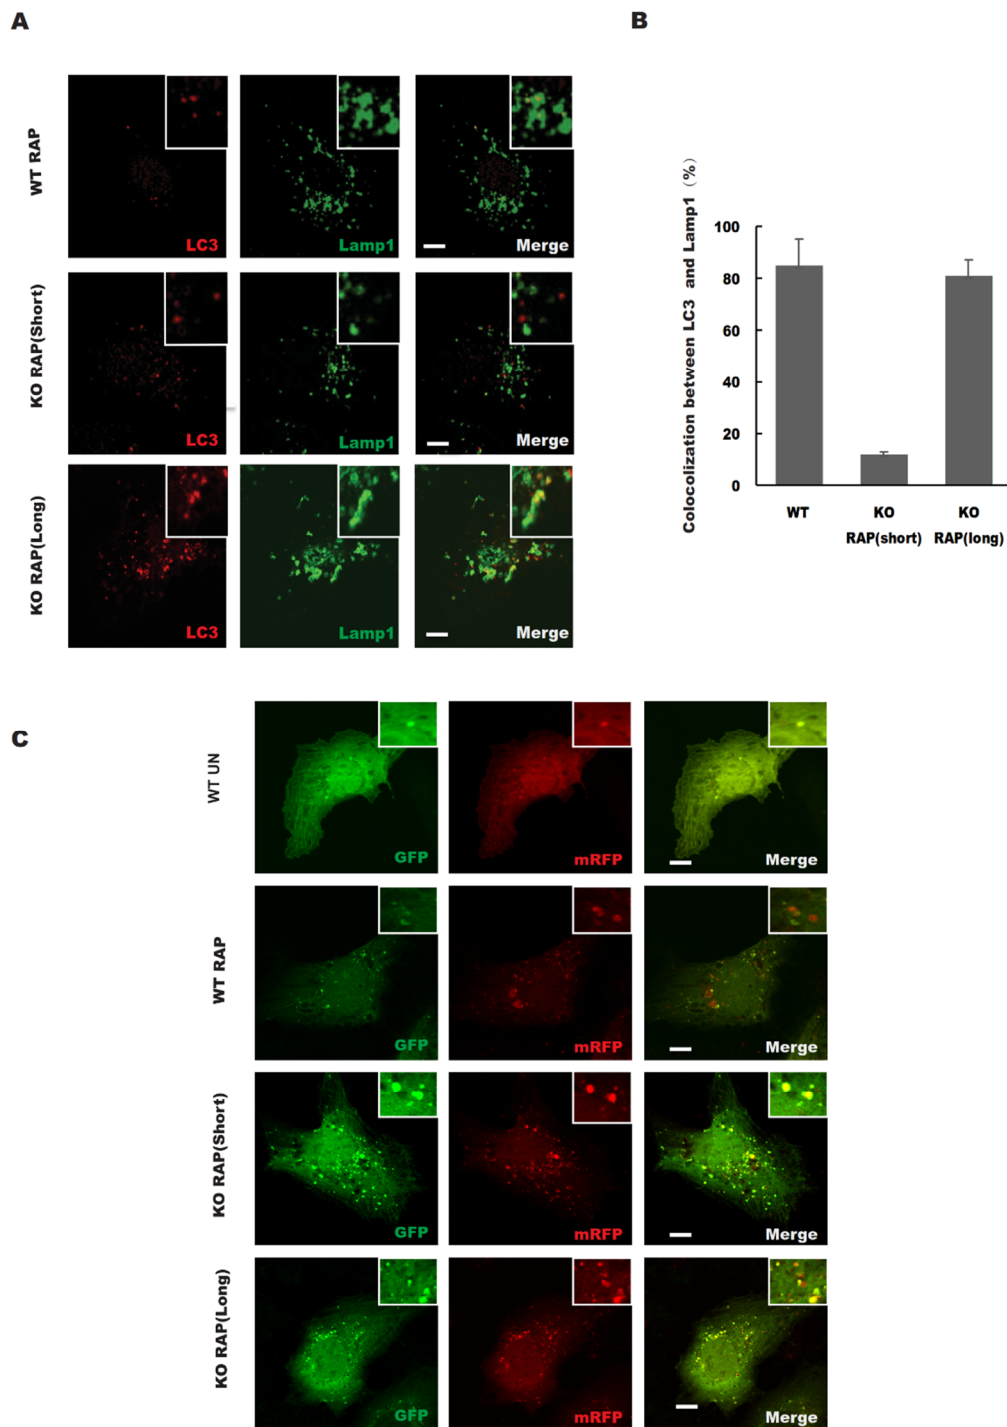 A
B
WT RAP
LC3
Lamp1
Merge
KO RAP(Short)
LC3
Lamp1
Merge
KO RAP(Long)
LC3
Lamp1
Merge
Colocolization between LC3 and Lamp1 (%)
100
80
60
40
20
0
WT
KO
RAP(short)
KO
RAP(long)
C
WT UN
GFP
mRFP
Merge
WT RAP
GFP
mRFP
Merge
KO RAP(Short)
GFP
mRFP
Merge
KO RAP(Long)
GFP
mRFP
Merge